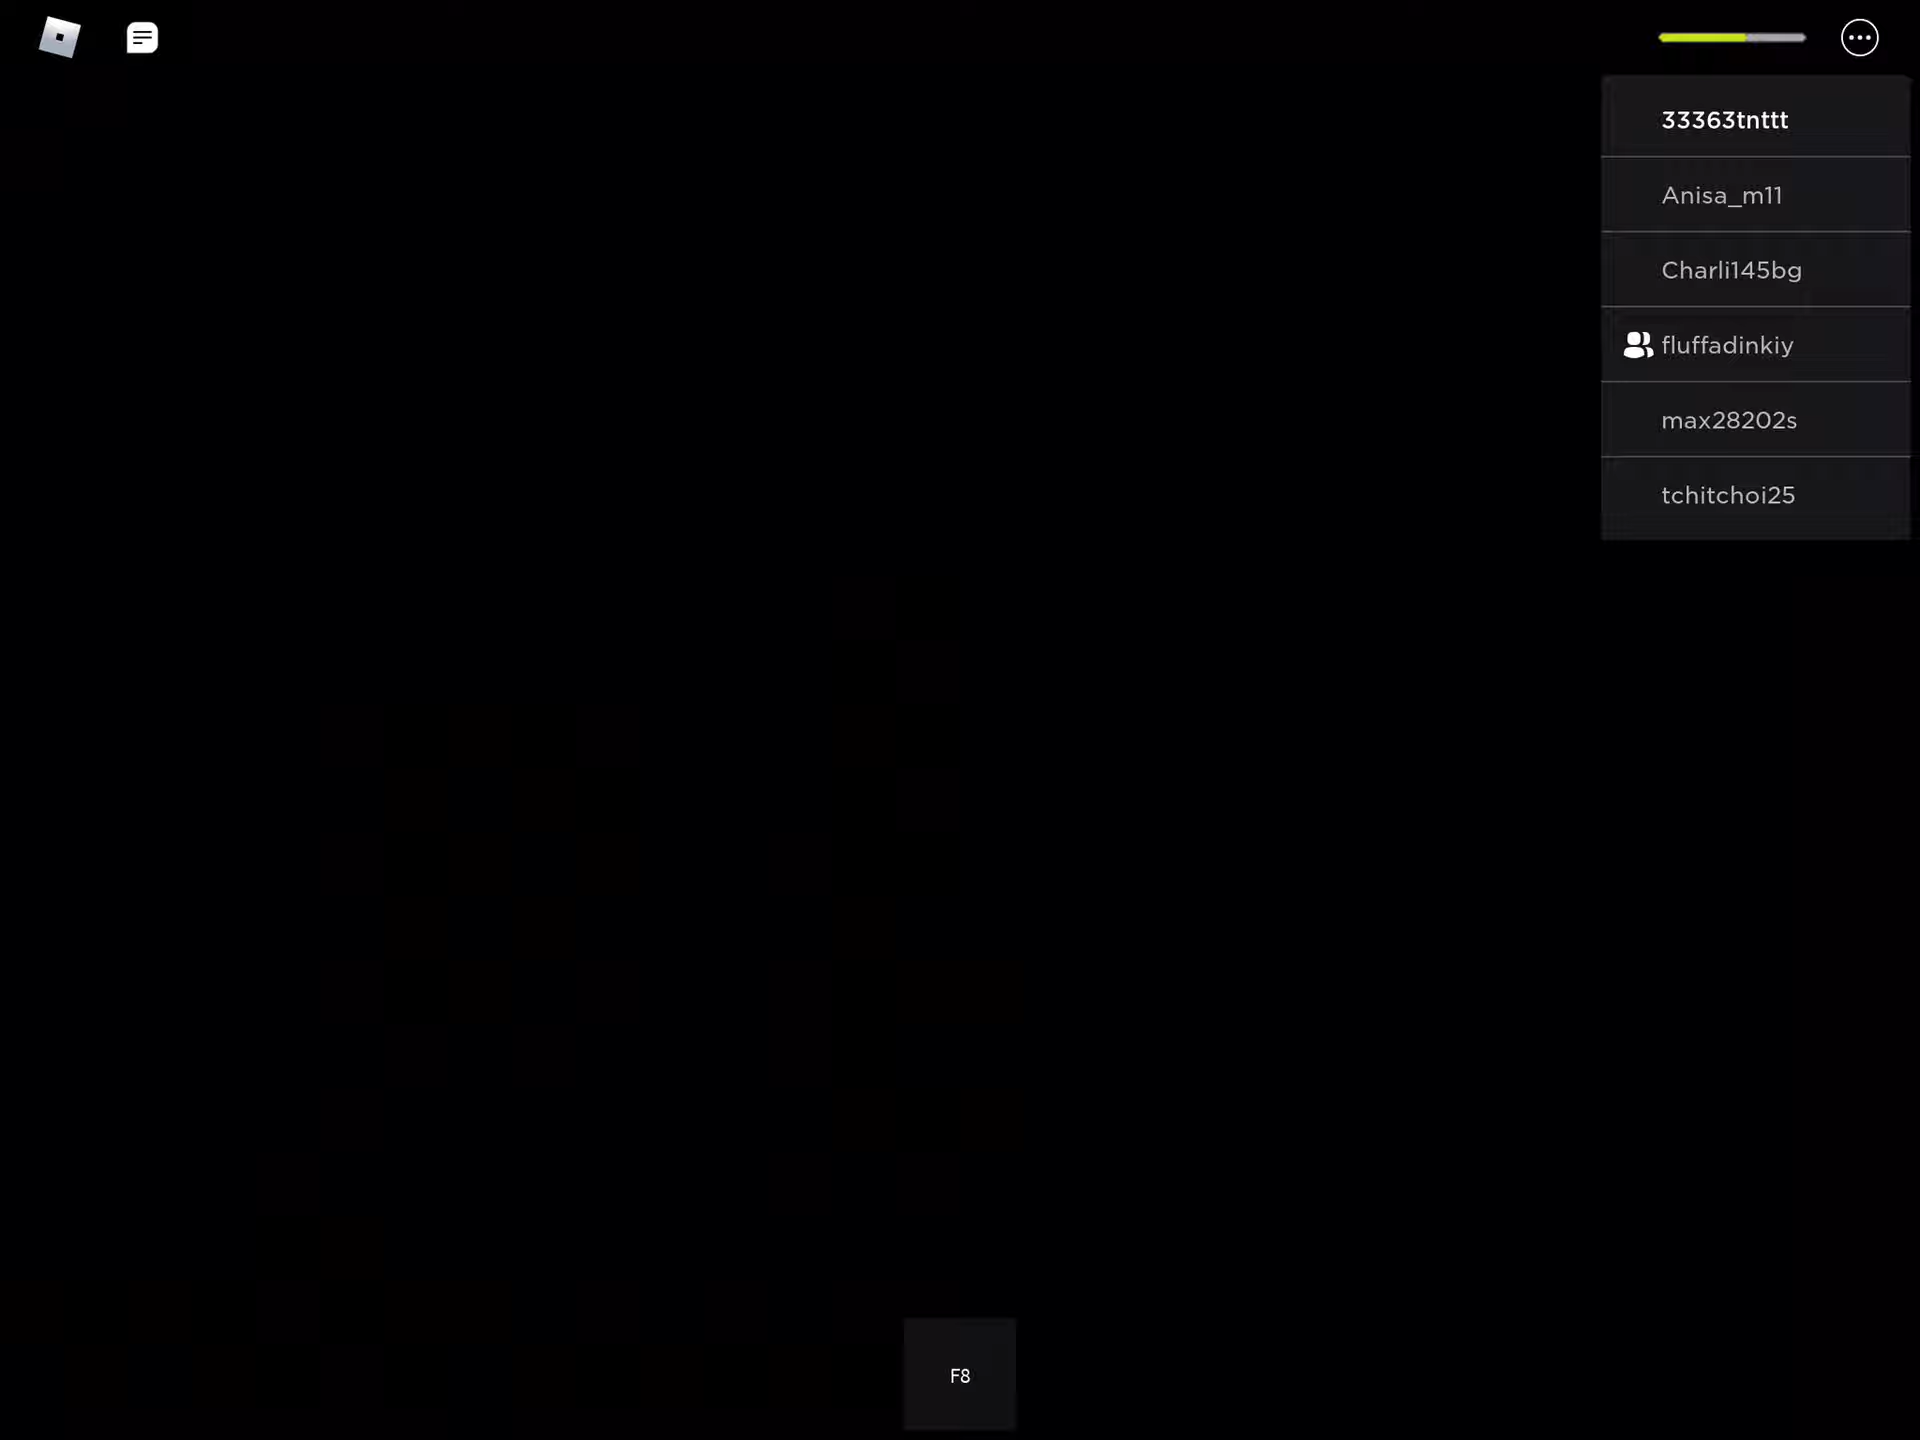 33363tnttt
Anisa_m11
Charli145bg
fluffadinkiy
max28202s
tchitchoi25
F8